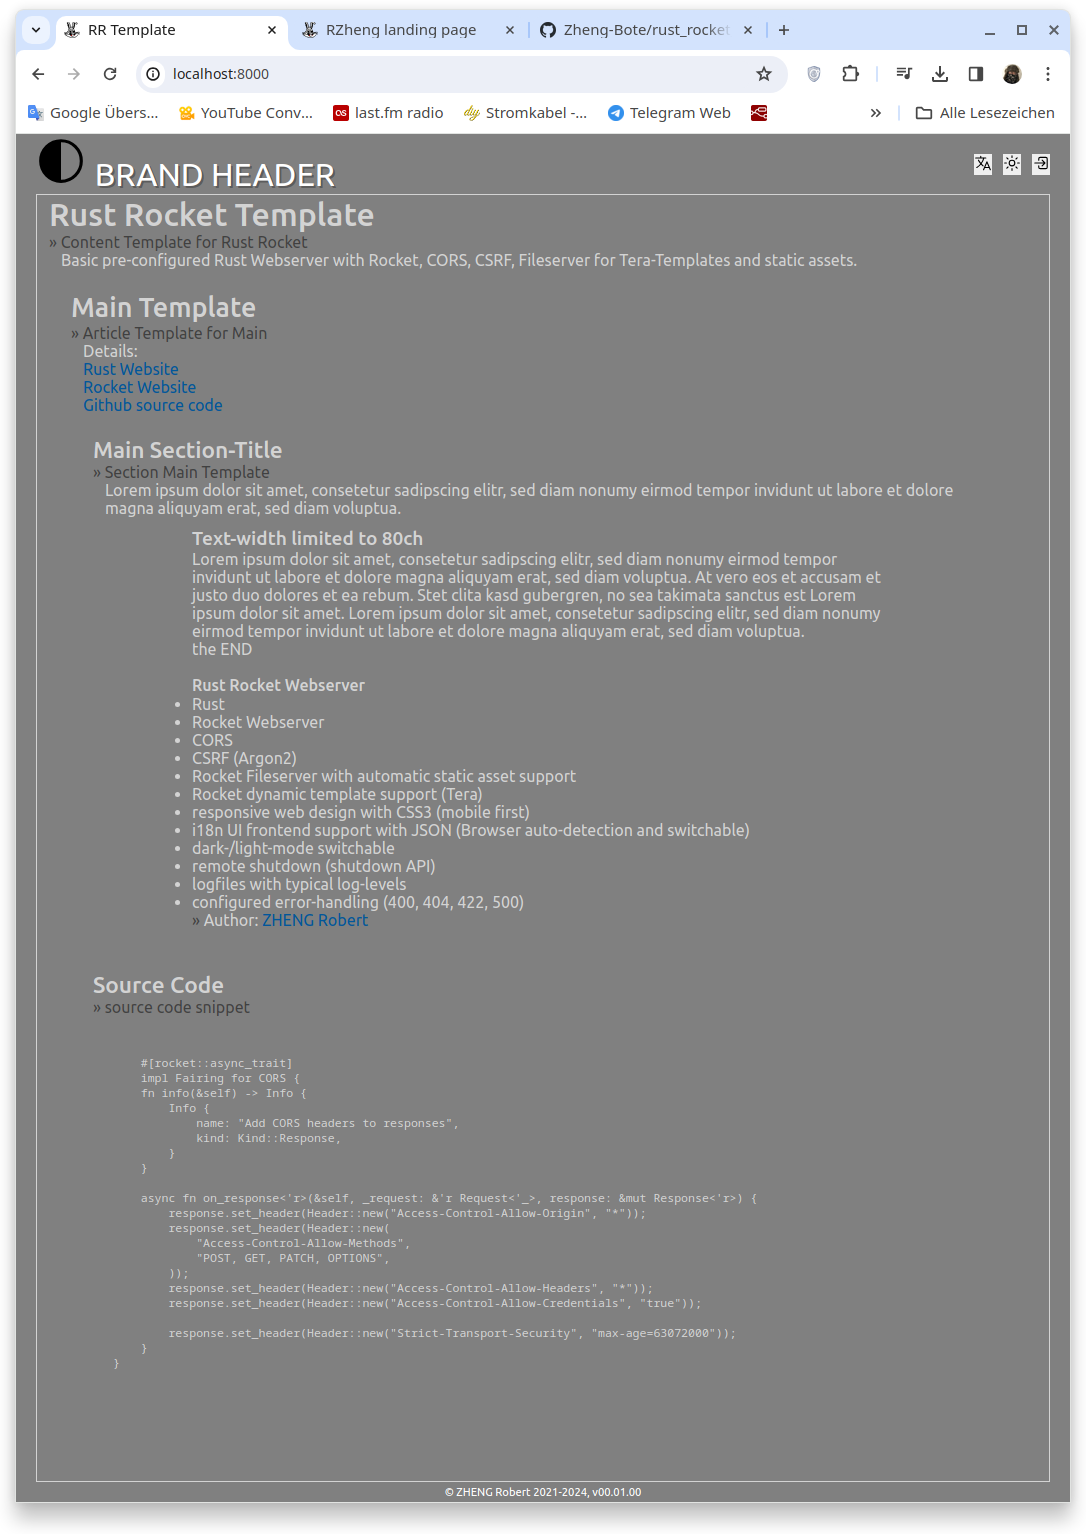 RR Template
RZheng landing page
Zheng-Bote/rust_rocket
localhost:8000
Google Übers...
YouTube Conv...
last.fm radio
Stromkabel -...
Telegram Web
Alle Lesezeichen
BRAND HEADER
Rust Rocket Template
» Content Template for Rust Rocket
Basic pre-configured Rust Webserver with Rocket, CORS, CSRF, Fileserver for Tera-Templates and static assets.
Main Template
» Article Template for Main
Details:
Rust Website
Rocket Website
Github source code
Main Section-Title
» Section Main Template
Lorem ipsum dolor sit amet, consetetur sadipscing elitr, sed diam nonumy eirmod tempor invidunt ut labore et dolore
magna aliquyam erat, sed diam voluptua.
Text-width limited to 80ch
Lorem ipsum dolor sit amet, consetetur sadipscing elitr, sed diam nonumy eirmod tempor
invidunt ut labore et dolore magna aliquyam erat, sed diam voluptua. At vero eos et accusam et
justo duo dolores et ea rebum. Stet clita kasd gubergren, no sea takimata sanctus est Lorem
ipsum dolor sit amet. Lorem ipsum dolor sit amet, consetetur sadipscing elitr, sed diam nonumy
eirmod tempor invidunt ut labore et dolore magna aliquyam erat, sed diam voluptua.
the END
Rust Rocket Webserver
• Rust
• Rocket Webserver
• CORS
• CSRF (Argon2)
• Rocket Fileserver with automatic static asset support
• Rocket dynamic template support (Tera)
• responsive web design with CSS3 (mobile first)
• i18n UI frontend support with JSON (Browser auto-detection and switchable)
• dark-/light-mode switchable
• remote shutdown (shutdown API)
• logfiles with typical log-levels
• configured error-handling (400, 404, 422, 500)
» Author: ZHENG Robert
Source Code
» source code snippet
#[rocket::async_trait]
impl Fairing for CORS {
fn info(&self) -> Info {
Info {
name: "Add CORS headers to responses",
kind: Kind::Response,
}
}
async fn on_response<'r>(&self, _request: &'r Request<'_>, response: &mut Response<'r>) {
response.set_header(Header::new("Access-Control-Allow-Origin", "*"));
response.set_header(Header::new(
"Access-Control-Allow-Methods",
"POST, GET, PATCH, OPTIONS",
));
response.set_header(Header::new("Access-Control-Allow-Headers", "*"));
response.set_header(Header::new("Access-Control-Allow-Credentials", "true"));
response.set_header(Header::new("Strict-Transport-Security", "max-age=63072000"));
}
}
© ZHENG Robert 2021-2024, v00.01.00